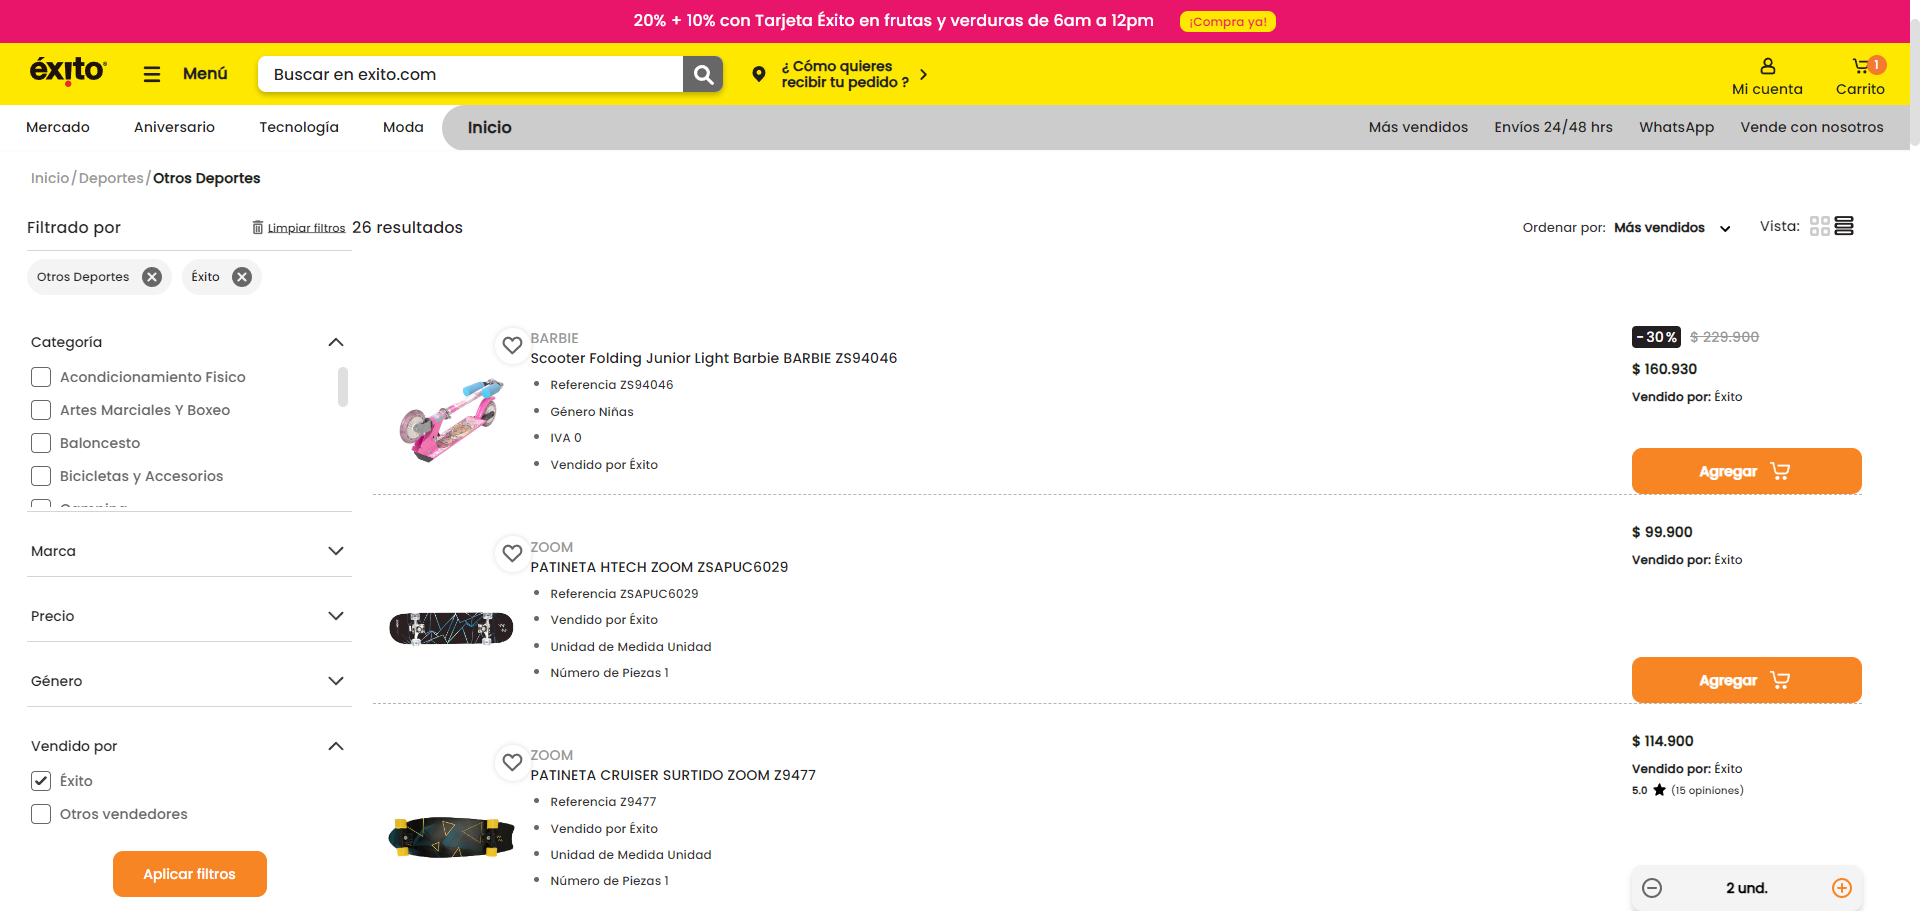 20% + 10% con Tarjeta Éxito en frutas y verduras de 6am a 12pm
¡Compra ya!
éxito
Menú
Buscar en exito.com
¿ Cómo quieres
recibir tu pedido ?
Mi cuenta
1
Carrito
Mercado
Aniversario
Tecnología
Moda
Inicio
Más vendidos
Envíos 24/48 hrs
WhatsApp
Vende con nosotros
Inicio/Deportes/Otros Deportes
Filtrado por
Limpiar filtros
26 resultados
Ordenar por: Más vendidos
Vista:
Otros Deportes
Éxito
Categoría
Acondicionamiento Fisico
Artes Marciales Y Boxeo
Baloncesto
Bicicletas y Accesorios
Marca
Precio
Género
Vendido por
Éxito
Otros vendedores
Aplicar filtros
BARBIE
Scooter Folding Junior Light Barbie BARBIE ZS94046
Referencia ZS94046
Género Niñas
IVA 0
Vendido por Éxito
-30% $ 229.900
$ 160.930
Vendido por: Éxito
Agregar
ZOOM
PATINETA HTECH ZOOM ZSAPUC6029
Referencia ZSAPUC6029
Vendido por Éxito
Unidad de Medida Unidad
Número de Piezas 1
$ 99.900
Vendido por: Éxito
Agregar
ZOOM
PATINETA CRUISER SURTIDO ZOOM Z9477
Referencia Z9477
Vendido por Éxito
Unidad de Medida Unidad
Número de Piezas 1
$ 114.900
Vendido por: Éxito
5.0 (15 opiniones)
2 und.